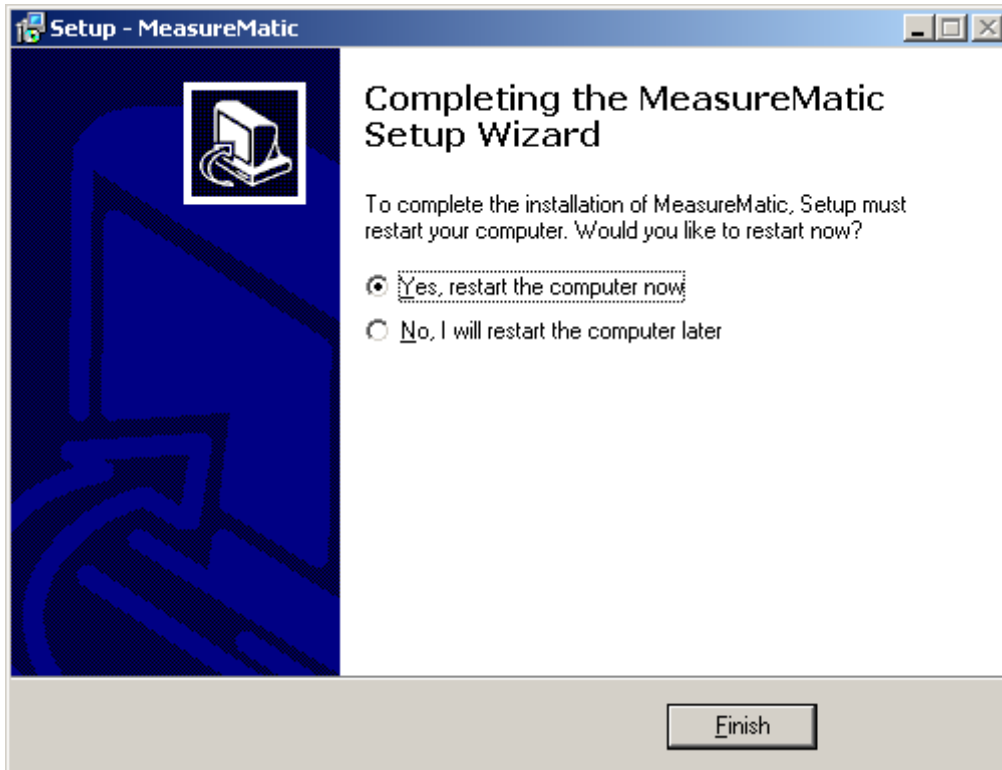 Setup - MeasureMatic
Completing the MeasureMatic
Setup Wizard
To complete the installation of MeasureMatic, Setup must
restart your computer. Would you like to restart now?
Yes, restart the computer now
No, I will restart the computer later
Finish